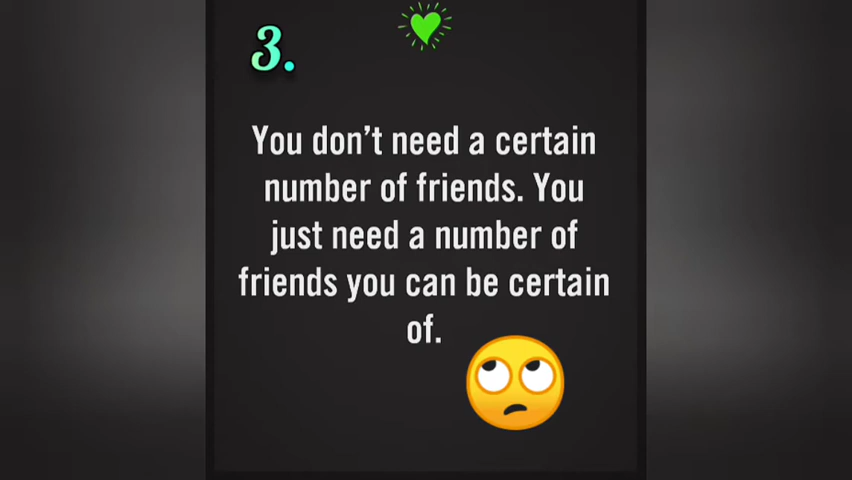 3.
You don’t need a certain
number of friends. You
just need a number of
friends you can be certain
of.